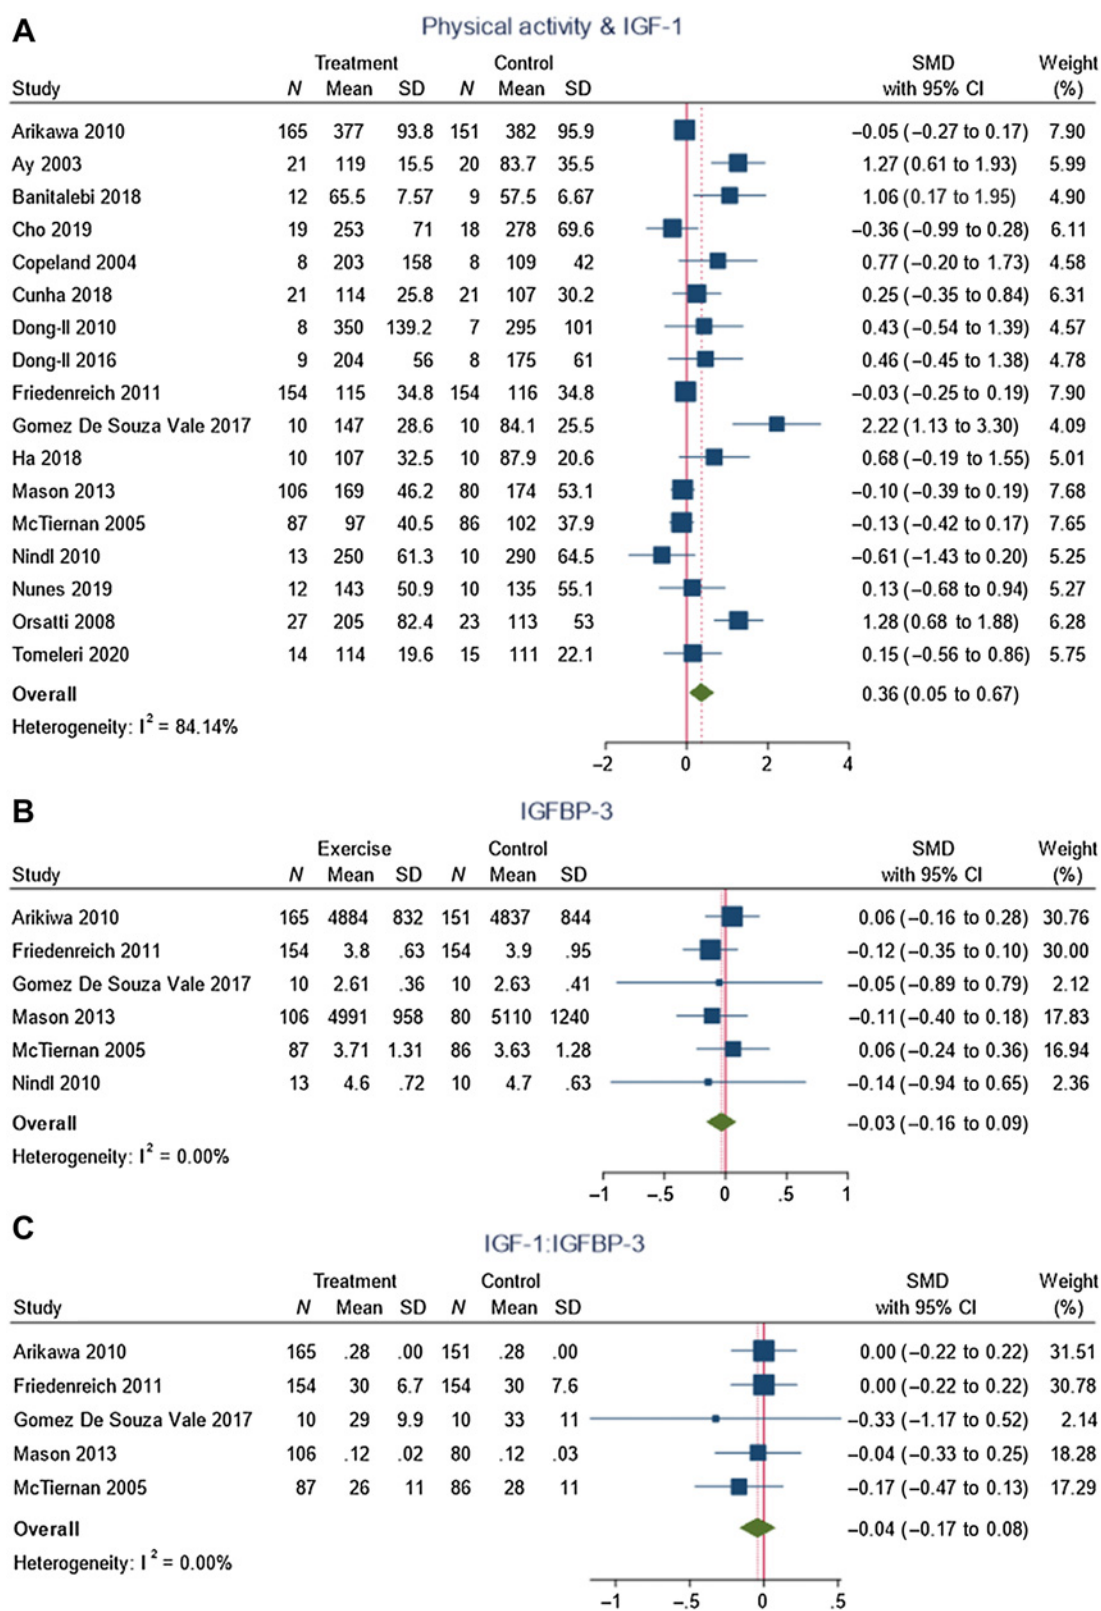 A
Physical activity & IGF-1
Treatment Control SMD Weight
Study N Mean SD N Mean SD with 95% CI (%)
Arikawa 2010 165 377 93.8 151 382 95.9 −0.05 (−0.27 to 0.17) 7.90
Ay 2003 21 119 15.5 20 83.7 35.5 1.27 (0.61 to 1.93) 5.99
Banitalebi 2018 12 65.5 7.57 9 57.5 6.67 1.06 (0.17 to 1.95) 4.90
Cho 2019 19 253 71 18 278 69.6 −0.36 (−0.99 to 0.28) 6.11
Copeland 2004 8 203 158 8 109 42 0.77 (−0.20 to 1.73) 4.58
Cunha 2018 21 114 25.8 21 107 30.2 0.25 (−0.35 to 0.84) 6.31
Dong-Il 2010 8 350 139.2 7 295 101 0.43 (−0.54 to 1.39) 4.57
Dong-Il 2016 9 204 56 8 175 61 0.46 (−0.45 to 1.38) 4.78
Friedenreich 2011 154 115 34.8 154 116 34.8 −0.03 (−0.25 to 0.19) 7.90
Gomez De Souza Vale 2017 10 147 28.6 10 84.1 25.5 2.22 (1.13 to 3.30) 4.09
Ha 2018 10 107 32.5 10 87.9 20.6 0.68 (−0.19 to 1.55) 5.01
Mason 2013 106 169 46.2 80 174 53.1 −0.10 (−0.39 to 0.19) 7.68
McTiernan 2005 87 97 40.5 86 102 37.9 −0.13 (−0.42 to 0.17) 7.65
Nindl 2010 13 250 61.3 10 290 64.5 −0.61 (−1.43 to 0.20) 5.25
Nunes 2019 12 143 50.9 10 135 55.1 0.13 (−0.68 to 0.94) 5.27
Orsatti 2008 27 205 82.4 23 113 53 1.28 (0.68 to 1.88) 6.28
Tomeleri 2020 14 114 19.6 15 111 22.1 0.15 (−0.56 to 0.86) 5.75
Overall 0.36 (0.05 to 0.67)
Heterogeneity: I² = 84.14%
−2 0 2 4
B
IGFBP-3
Exercise Control SMD Weight
Study N Mean SD N Mean SD with 95% CI (%)
Arikiwa 2010 165 4884 832 151 4837 844 0.06 (−0.16 to 0.28) 30.76
Friedenreich 2011 154 3.8 .63 154 3.9 .95 −0.12 (−0.35 to 0.10) 30.00
Gomez De Souza Vale 2017 10 2.61 .36 10 2.63 .41 −0.05 (−0.89 to 0.79) 2.12
Mason 2013 106 4991 958 80 5110 1240 −0.11 (−0.40 to 0.18) 17.83
McTiernan 2005 87 3.71 1.31 86 3.63 1.28 0.06 (−0.24 to 0.36) 16.94
Nindl 2010 13 4.6 .72 10 4.7 .63 −0.14 (−0.94 to 0.65) 2.36
Overall −0.03 (−0.16 to 0.09)
Heterogeneity: I² = 0.00%
−1 −.5 0 .5 1
C
IGF-1:IGFBP-3
Treatment Control SMD Weight
Study N Mean SD N Mean SD with 95% CI (%)
Arikawa 2010 165 .28 .00 151 .28 .00 0.00 (−0.22 to 0.22) 31.51
Friedenreich 2011 154 30 6.7 154 30 7.6 0.00 (−0.22 to 0.22) 30.78
Gomez De Souza Vale 2017 10 29 9.9 10 33 11 −0.33 (−1.17 to 0.52) 2.14
Mason 2013 106 .12 .02 80 .12 .03 −0.04 (−0.33 to 0.25) 18.28
McTiernan 2005 87 26 11 86 28 11 −0.17 (−0.47 to 0.13) 17.29
Overall −0.04 (−0.17 to 0.08)
Heterogeneity: I² = 0.00%
−1 −.5 0 .5